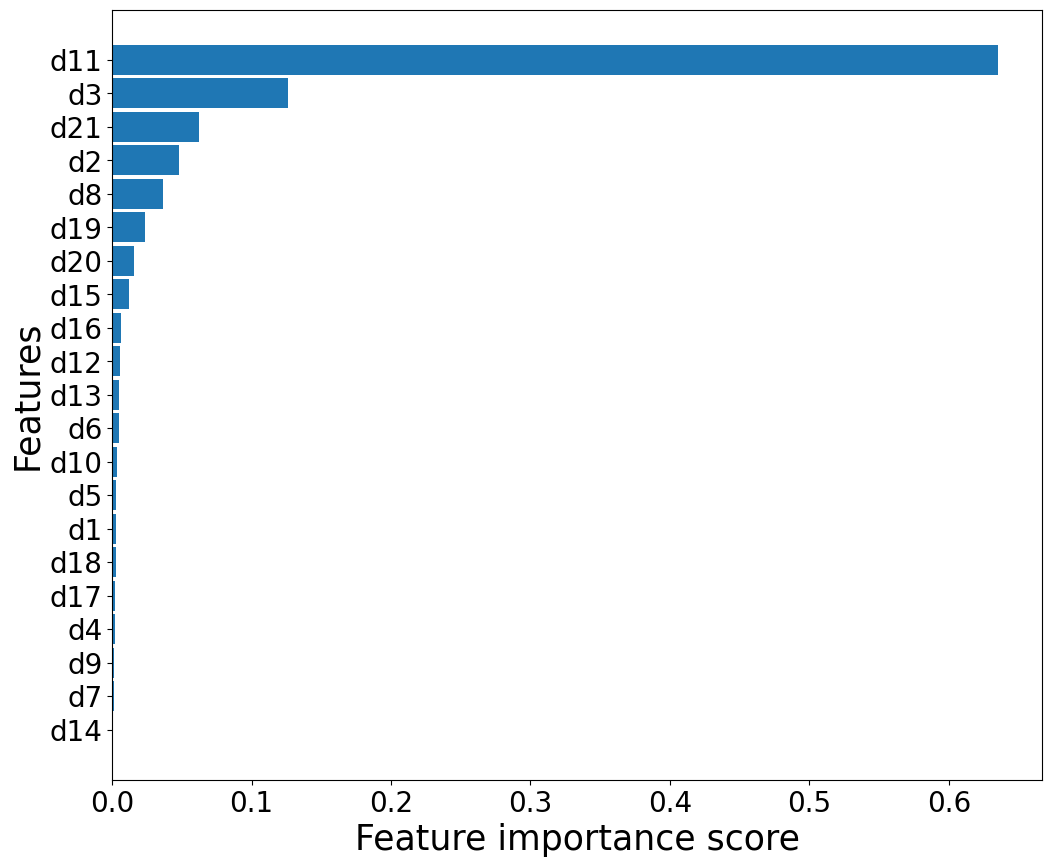 d11
d3
d21
d2
d8
d19
d20
d15
d16
d12
d13
d6
d10
d5
d1
d18
d17
d4
d9
d7
d14
Features
0.0 0.1 0.2 0.3 0.4 0.5 0.6
Feature importance score